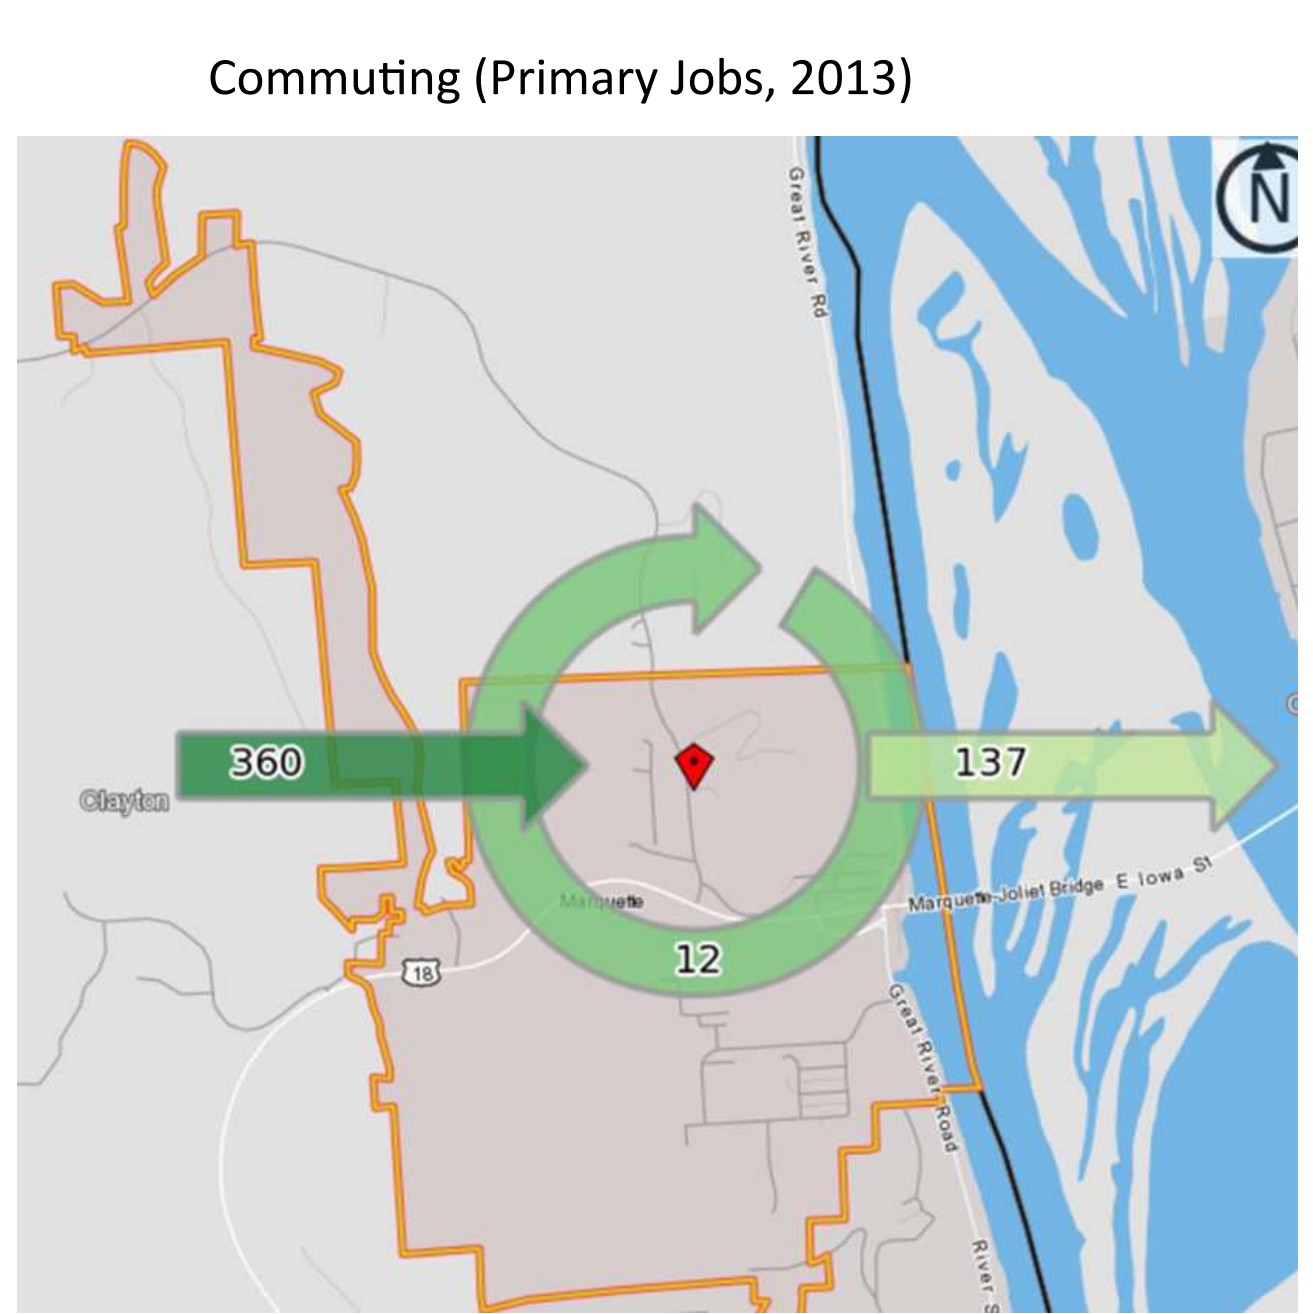 Commuting (Primary Jobs, 2013)
N
Great River Rd
360
137
Clayton
Marquette
Marquette-Joliet Bridge E Iowa St
12
18
Great River Road
River S